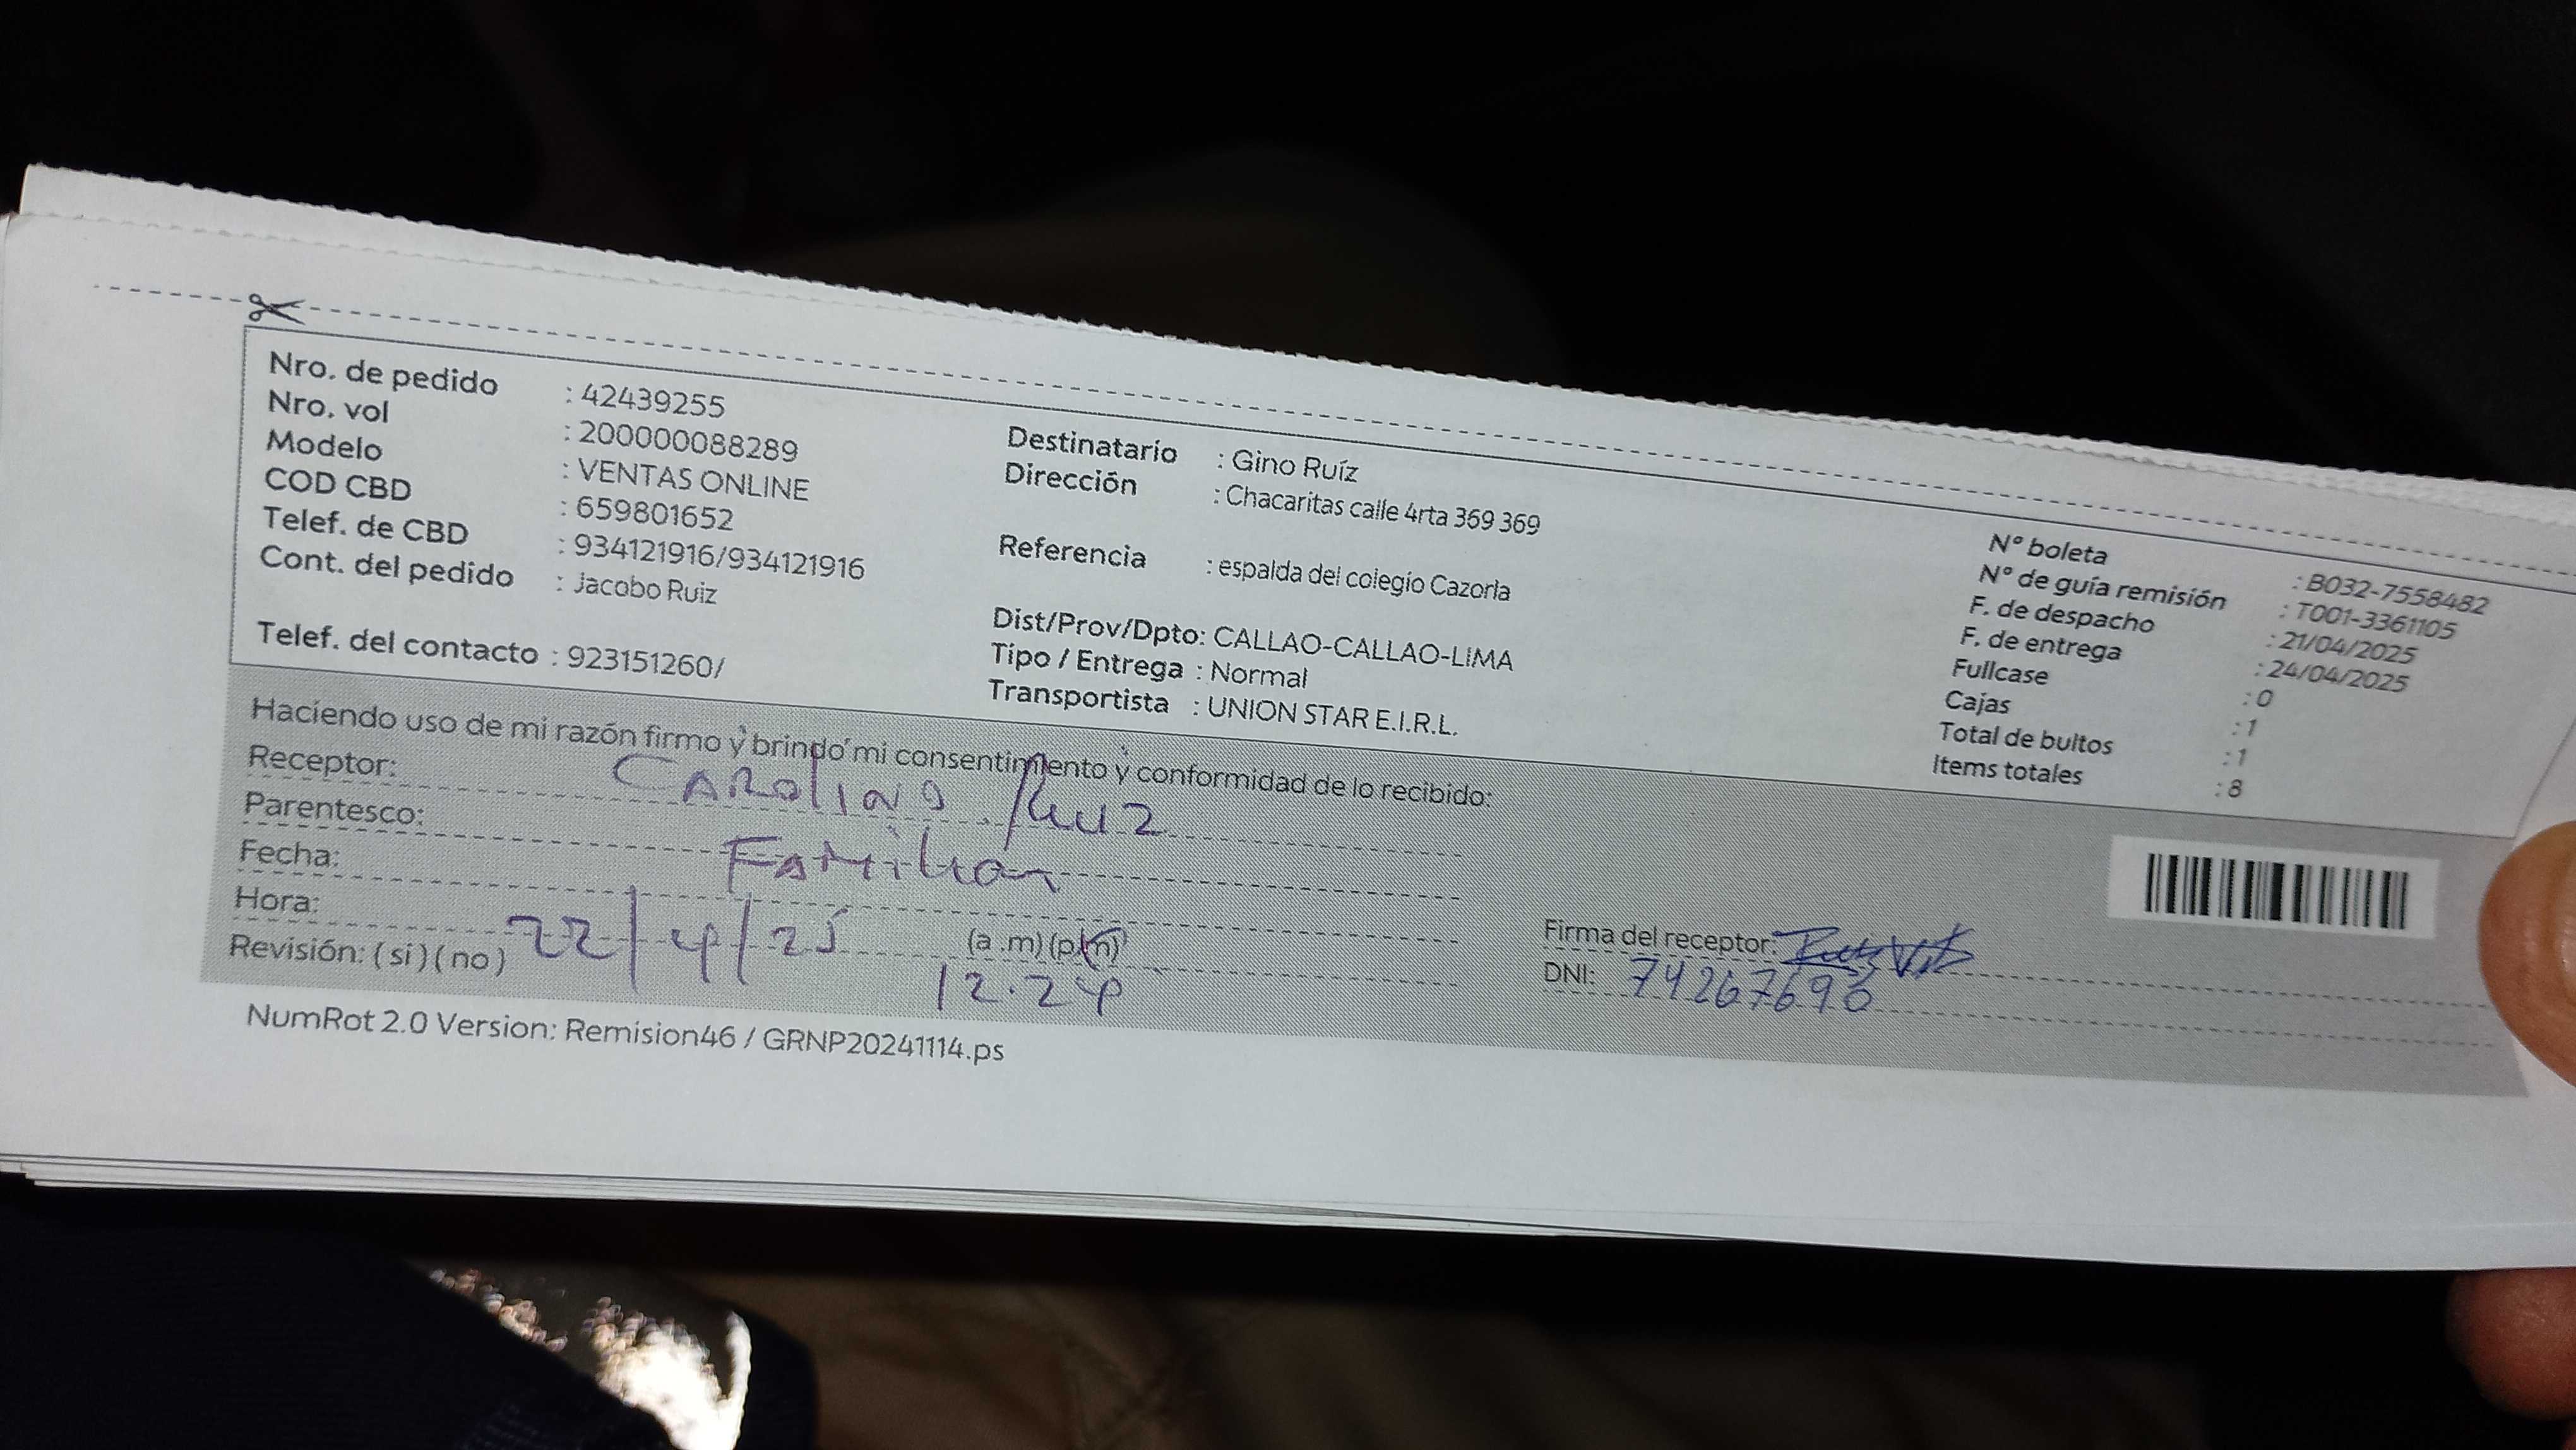 Nro. de pedido : 42439255
Nro. vol : 200000088289
Modelo : VENTAS ONLINE
COD CBD : 659801652
Telef. de CBD : 934121916/934121916
Cont. del pedido : Jacobo Ruiz
Telef. del contacto : 923151260/
Destinatario : Gino Ruíz
Dirección : Chacaritas calle 4rta 369 369
Referencia : espalda del colegio Cazorla
Dist/Prov/Dpto: CALLAO-CALLAO-LIMA
Tipo / Entrega : Normal
Transportista : UNION STAR E.I.R.L.
N° boleta : B032-7558482
N° de guía remisión : T001-3361105
F. de despacho : 21/04/2025
F. de entrega : 24/04/2025
Fullcase : 0
Cajas : 1
Total de bultos : 1
Items totales : 8
Haciendo uso de mi razón firmo y brindo mi consentimiento y conformidad de lo recibido:
Receptor: CAROlinA Ruiz
Parentesco: FAMiliar
Fecha: 22/4/25
Hora: (a .m) (p.m) 12.24
Revisión: ( si ) ( no )
Firma del receptor:
DNI: 74267696
NumRot 2.0 Version: Remision46 / GRNP20241114.ps